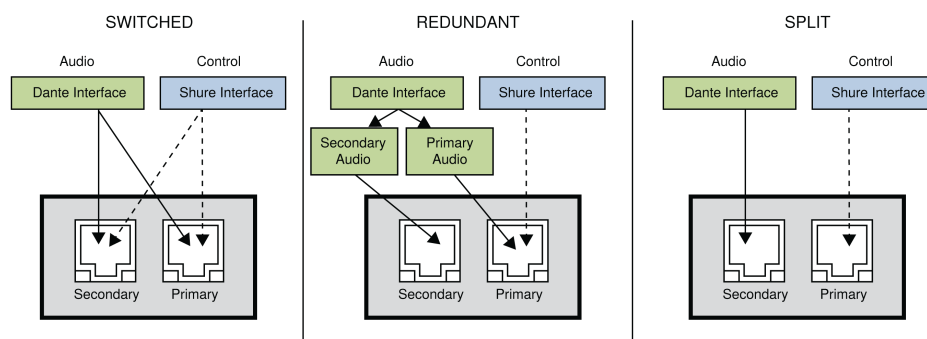 SWITCHED
Audio
Control
Dante Interface
Shure Interface
Secondary
Primary
REDUNDANT
Audio
Control
Dante Interface
Shure Interface
Secondary
Audio
Primary
Audio
Secondary
Primary
SPLIT
Audio
Control
Dante Interface
Shure Interface
Secondary
Primary